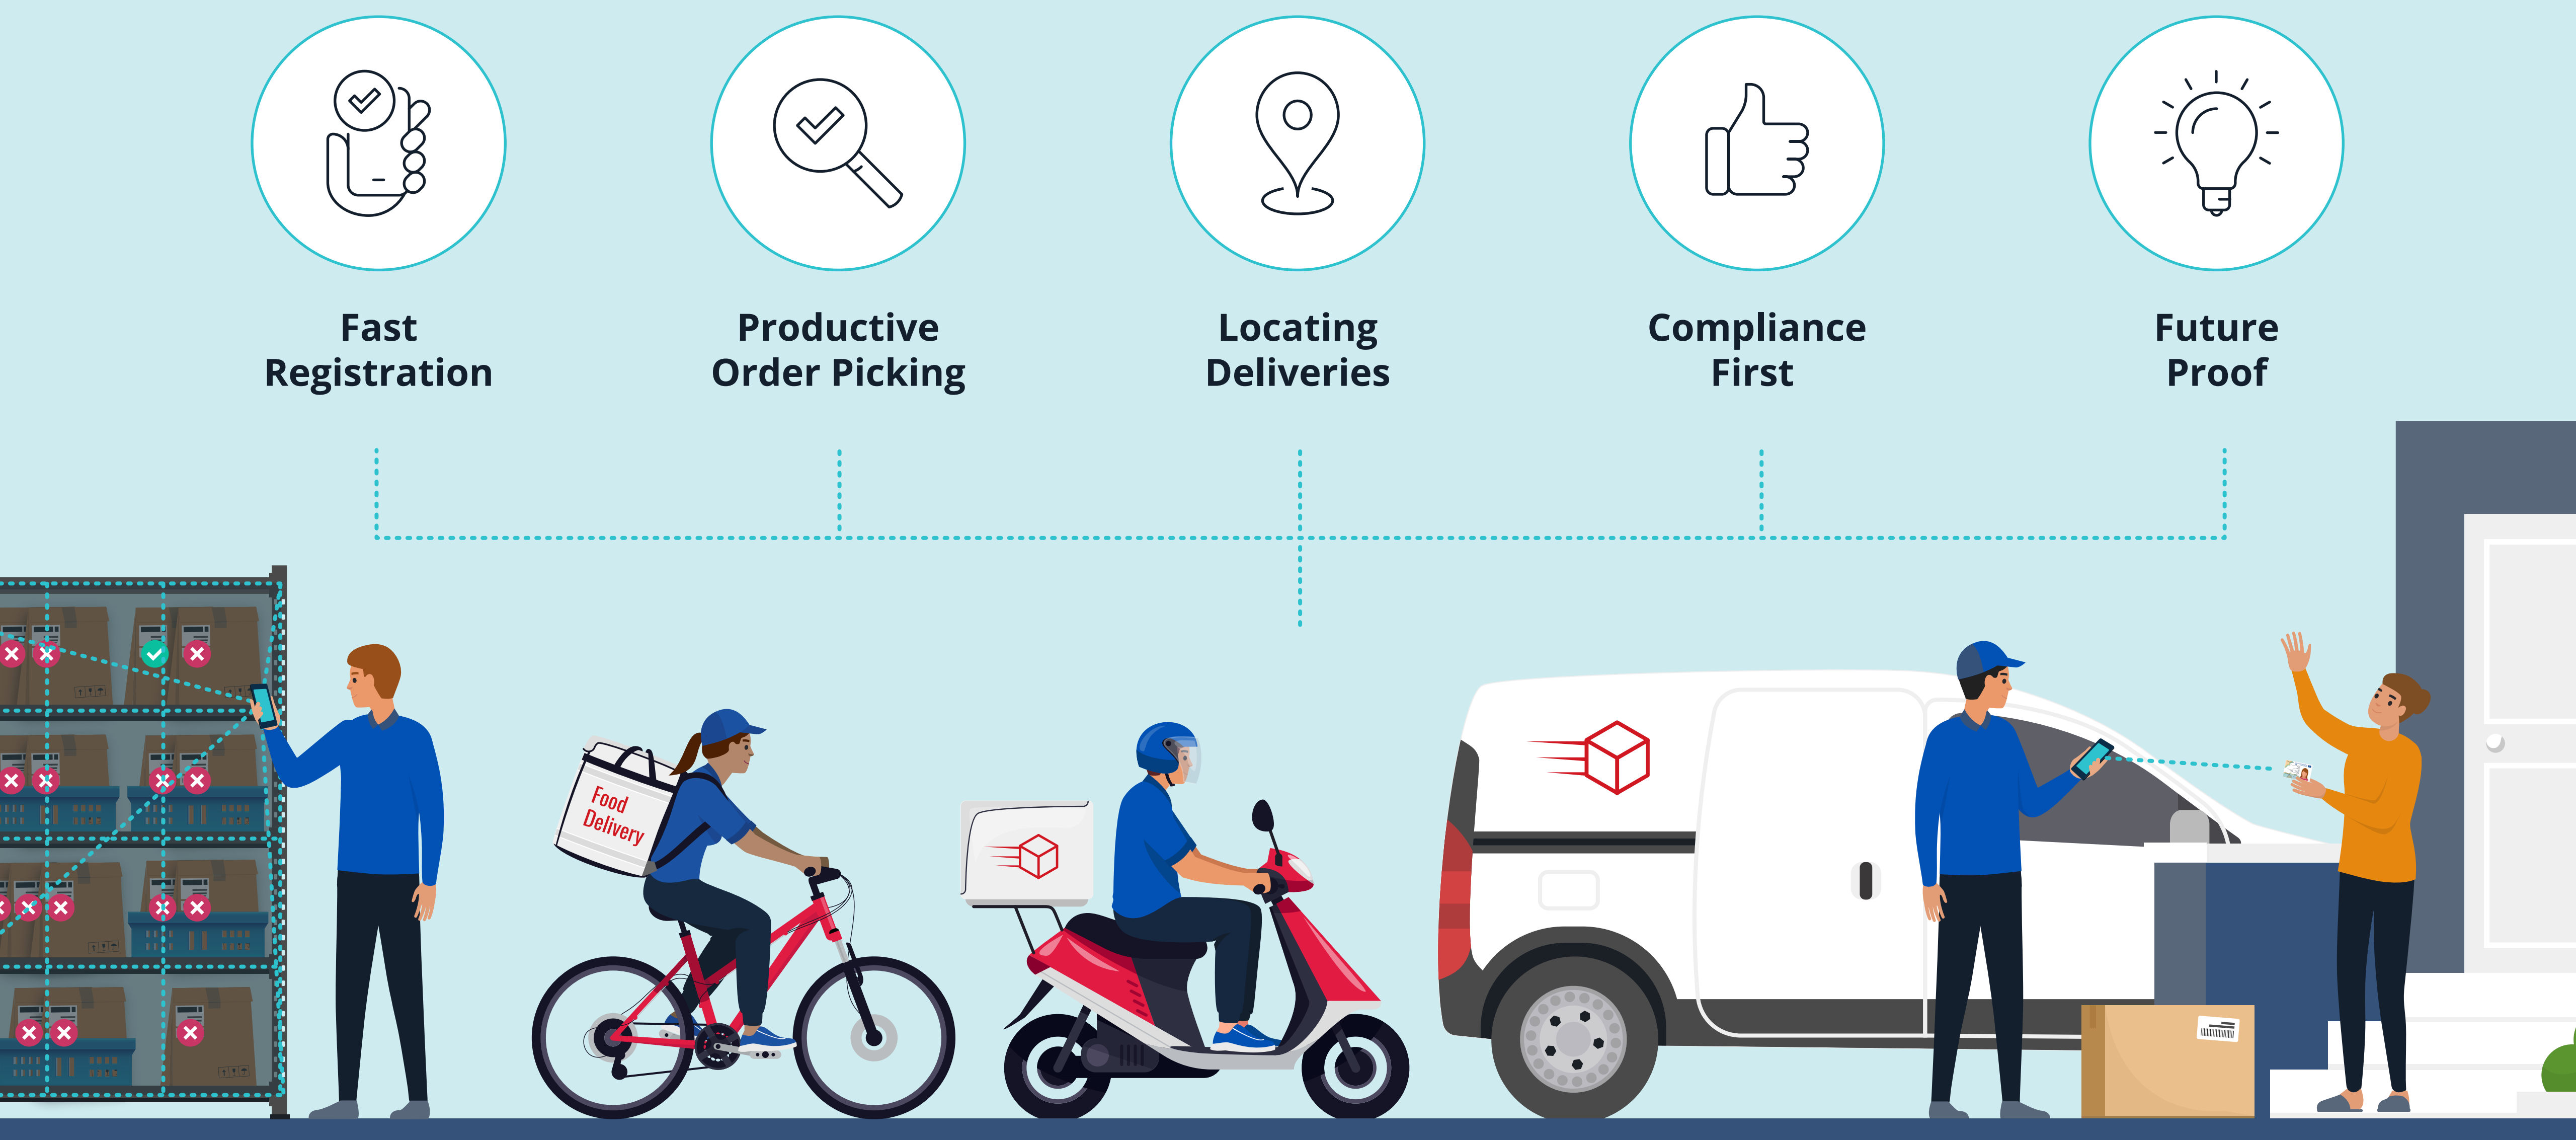 Fast
Registration
Productive
Order Picking
Locating
Deliveries
Compliance
First
Future
Proof
Food
Delivery